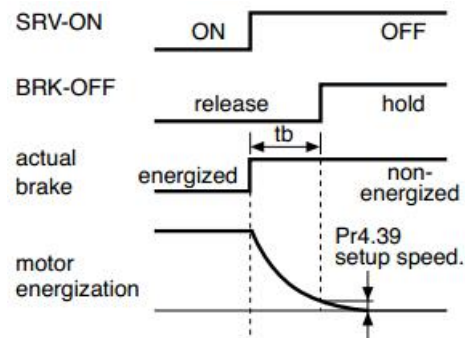 SRV-ON
ON
OFF
BRK-OFF
release
hold
tb
actual
brake
energized
non-
energized
Pr4.39
setup speed.
motor
energization